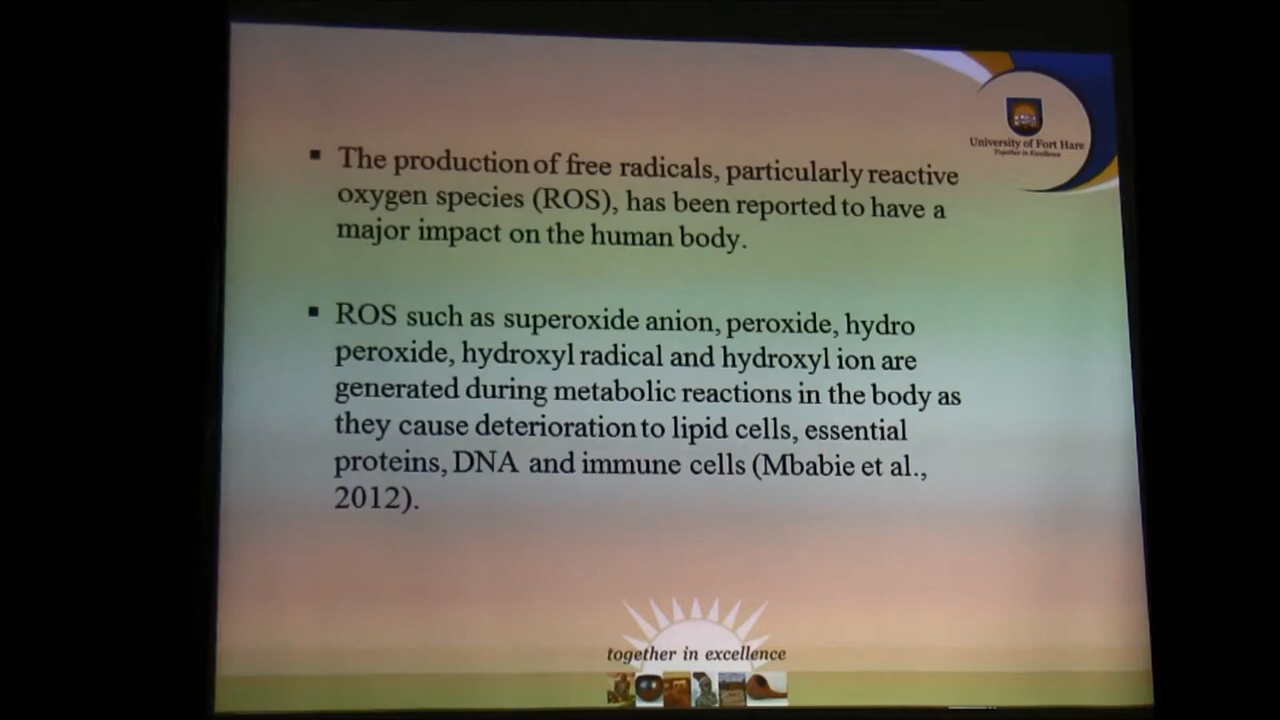 University of Fort Hare
Together in Excellence
▪ The production of free radicals, particularly reactive
oxygen species (ROS), has been reported to have a
major impact on the human body.
▪ ROS such as superoxide anion, peroxide, hydro
peroxide, hydroxyl radical and hydroxyl ion are
generated during metabolic reactions in the body as
they cause deterioration to lipid cells, essential
proteins, DNA and immune cells (Mbabie et al.,
2012).
together in excellence